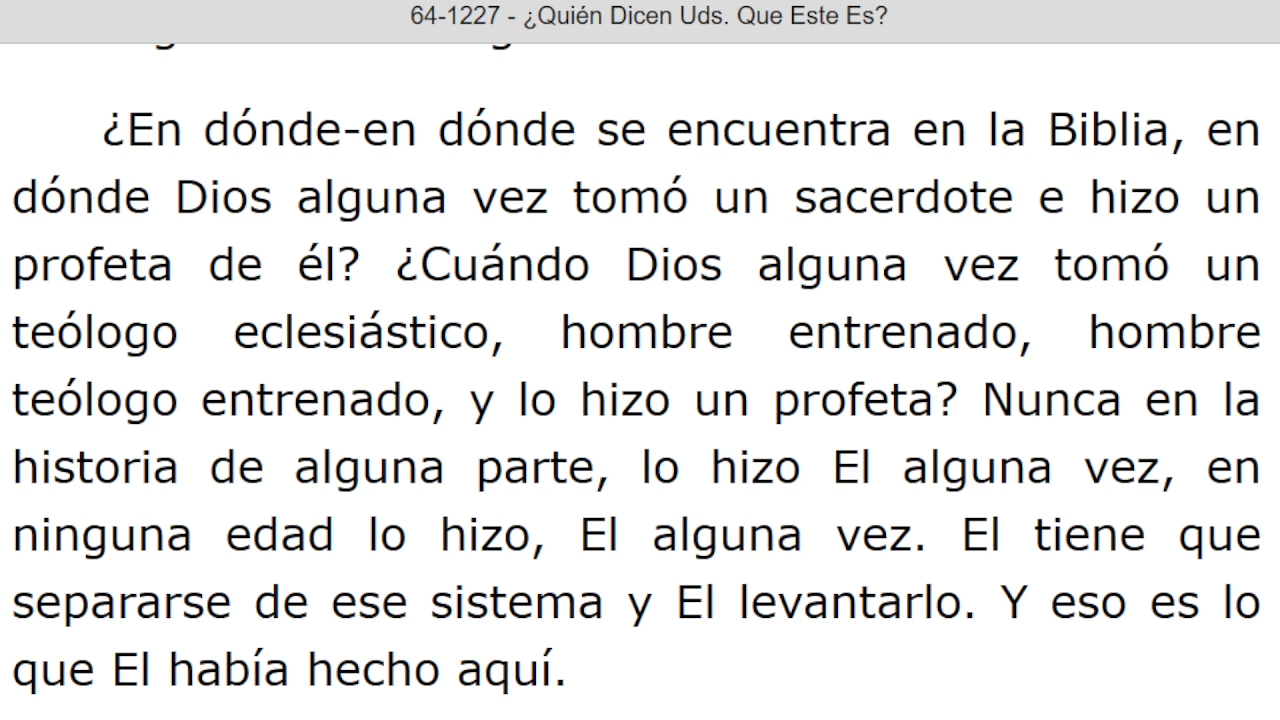 64-1227 - ¿Quién Dicen Uds. Que Este Es?
¿En dónde-en dónde se encuentra en la Biblia, en
dónde Dios alguna vez tomó un sacerdote e hizo un
profeta de él? ¿Cuándo Dios alguna vez tomó un
teólogo eclesiástico, hombre entrenado, hombre
teólogo entrenado, y lo hizo un profeta? Nunca en la
historia de alguna parte, lo hizo El alguna vez, en
ninguna edad lo hizo, El alguna vez. El tiene que
separarse de ese sistema y El levantarlo. Y eso es lo
que El había hecho aquí.